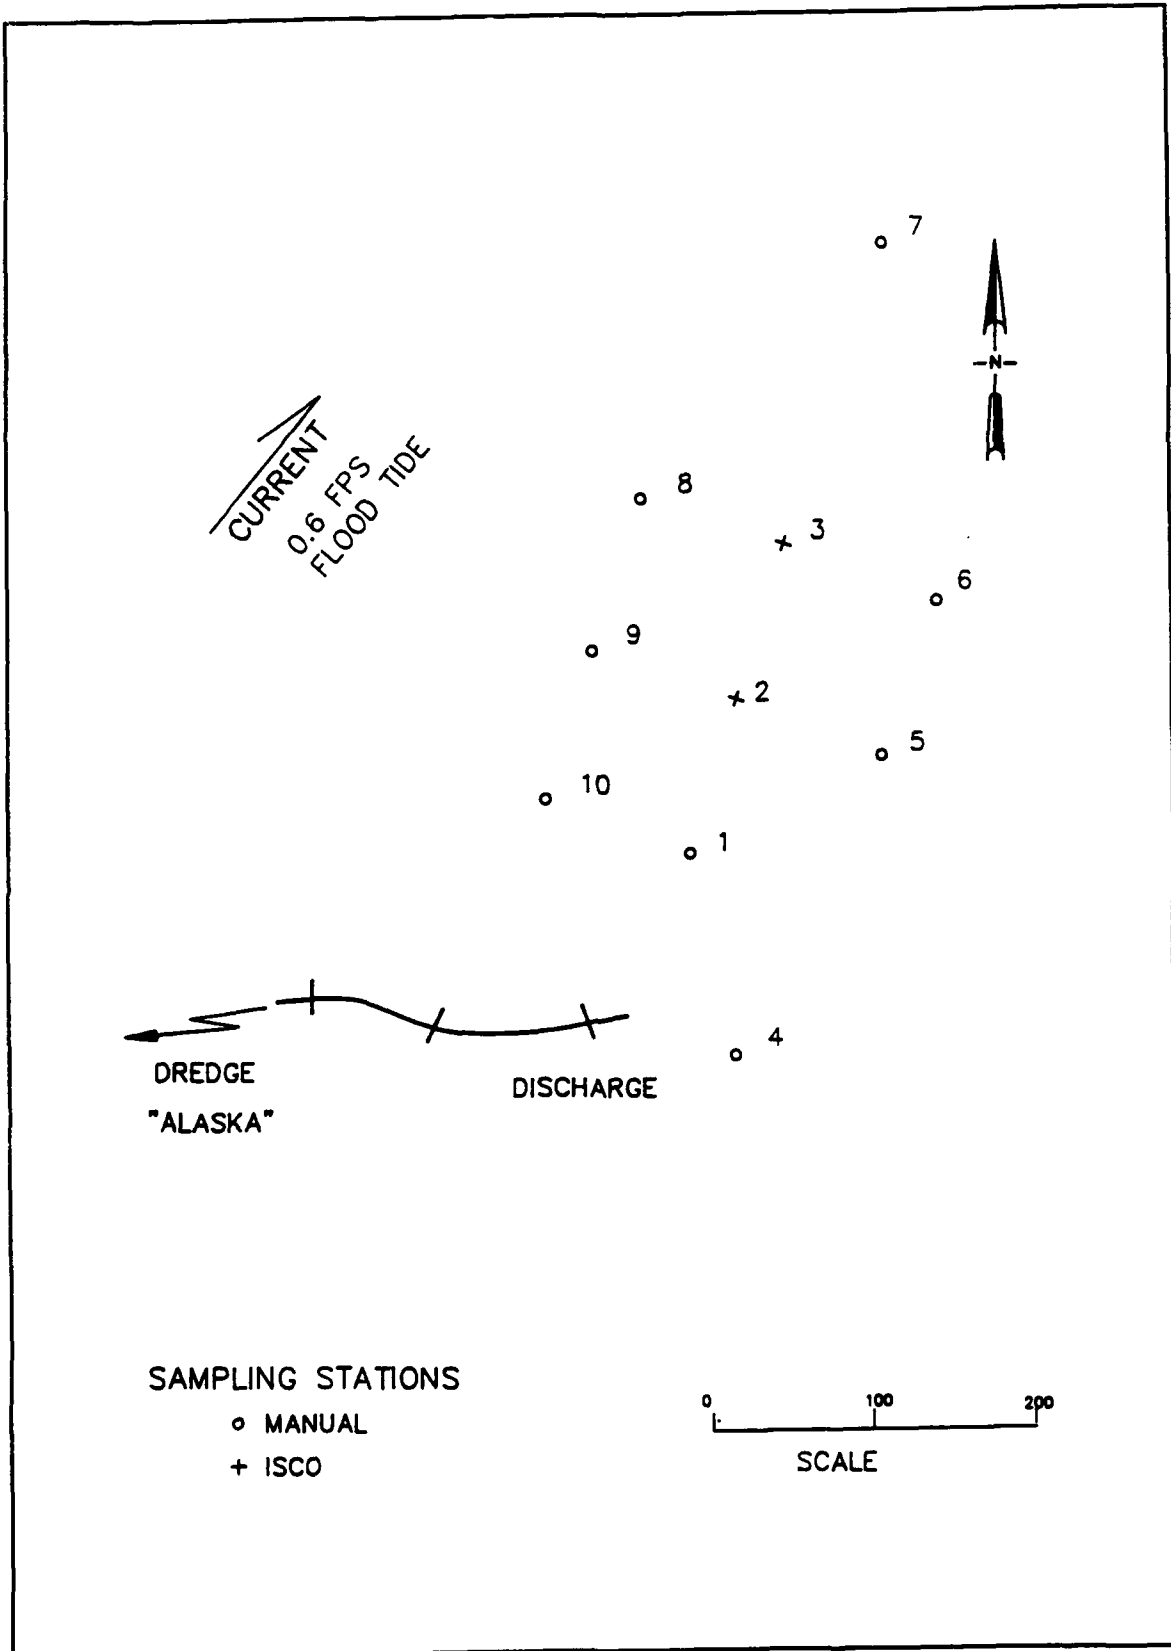 7
-N-
CURRENT
0.6 FPS
FLOOD TIDE
8
3
6
9
2
5
10
1
4
DREDGE
"ALASKA"
DISCHARGE
SAMPLING STATIONS
o MANUAL
+ ISCO
0 100 200
SCALE